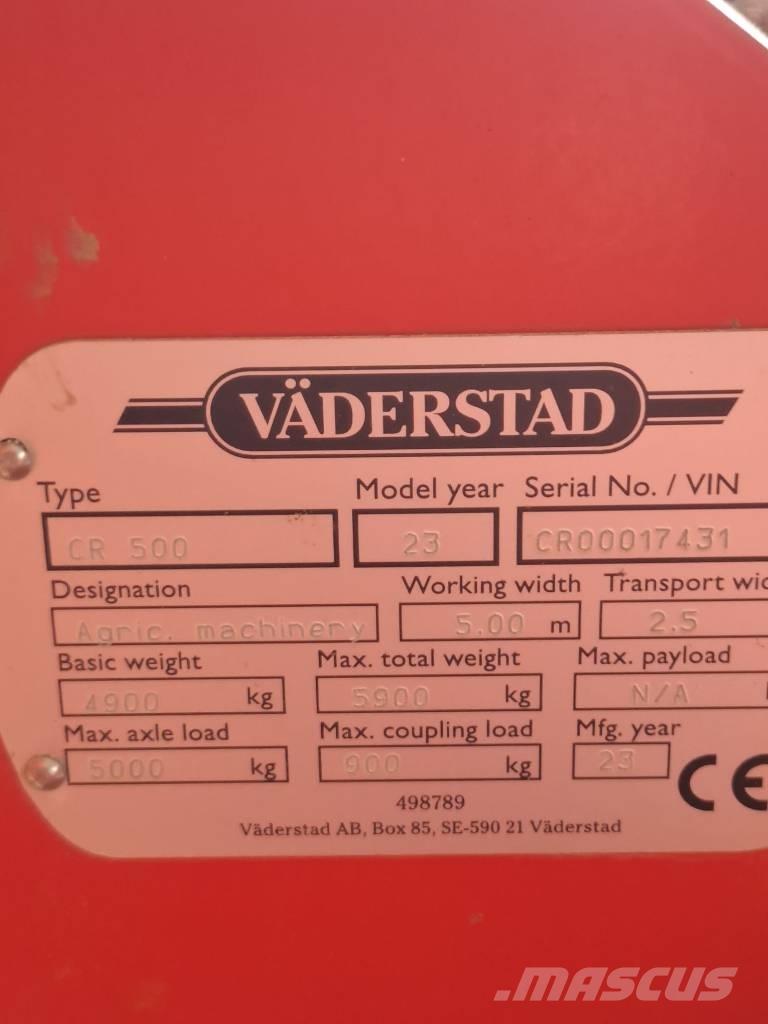 VÄDERSTAD
Type Model year Serial No. / VIN
CR 500 23 CR00017431
Designation Working width Transport wid
Agric. machinery 5.00 m 2.5
Basic weight Max. total weight Max. payload
4900 kg 5900 kg N/A
Max. axle load Max. coupling load Mfg. year
5000 kg 900 kg 23 CE
498789
Väderstad AB, Box 85, SE-590 21 Väderstad
MASCUS